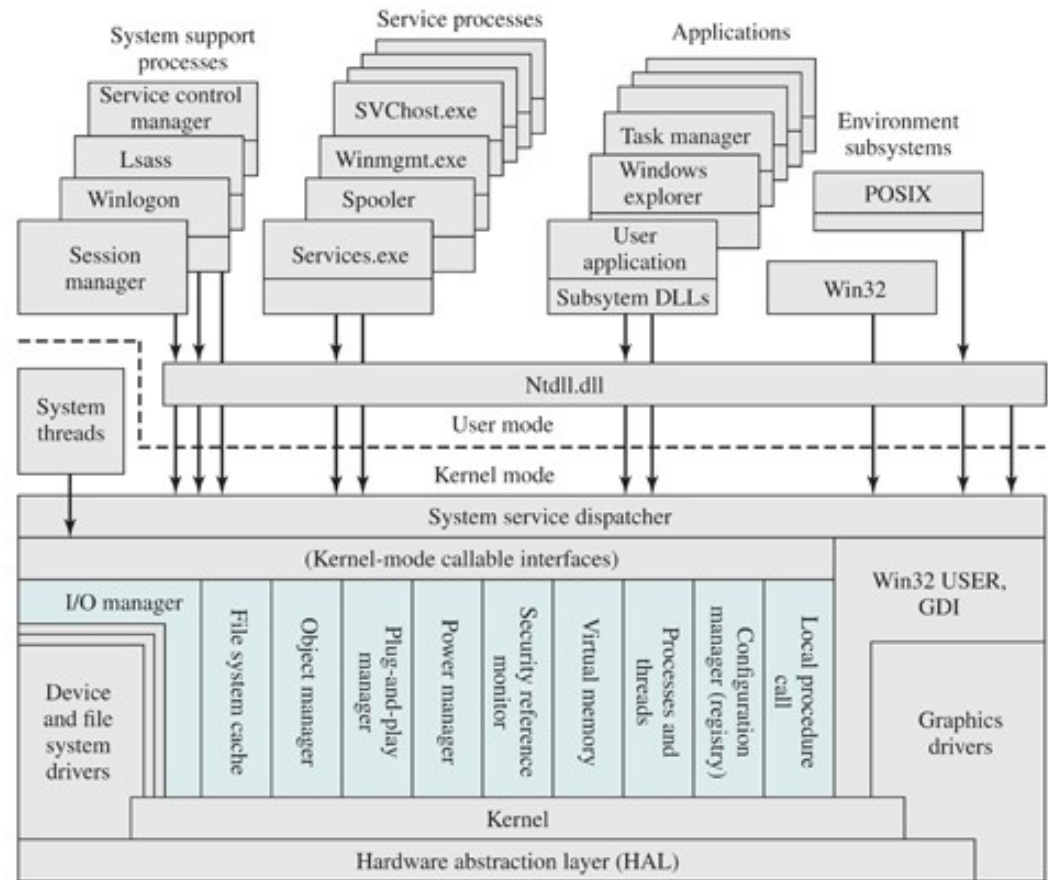 System support
processes
Service processes
Applications
Environment
subsystems
Service control
manager
Lsass
Winlogon
Session
manager
SVChost.exe
Winmgmt.exe
Spooler
Services.exe
Task manager
Windows
explorer
User
application
Subsytem DLLs
POSIX
Win32
System
threads
Ntdll.dll
User mode
Kernel mode
System service dispatcher
(Kernel-mode callable interfaces)
Win32 USER,
GDI
I/O manager
Device
and file
system
drivers
File system cache
Object manager
Plug-and-play
manager
Power manager
Security reference
monitor
Virtual memory
Processes and
threads
Configuration
manager (registry)
Local procedure
call
Graphics
drivers
Kernel
Hardware abstraction layer (HAL)